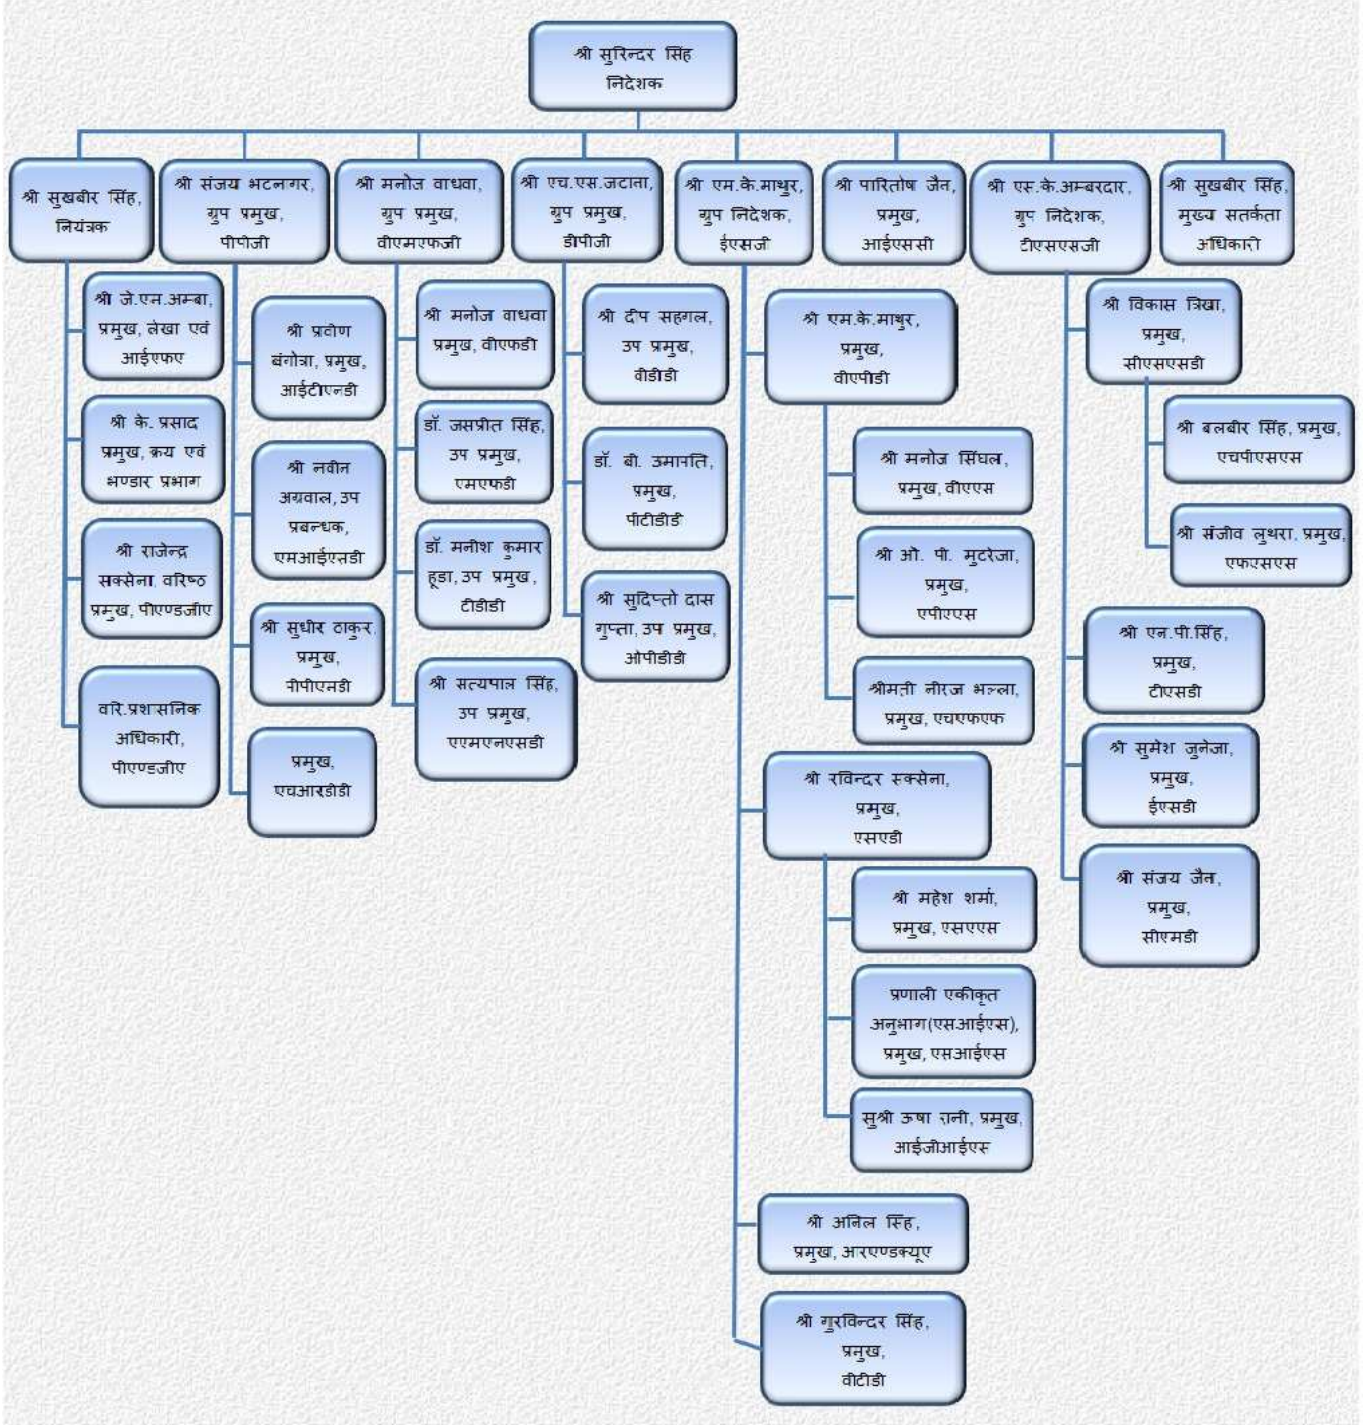 श्री सुरिन्दर सिंह
निदेशक
श्री सुखबीर सिंह,
नियंत्रक
श्री संजय भटनागर,
ग्रुप प्रमुख,
पीपीजी
श्री मनोज वाधवा,
ग्रुप प्रमुख,
वीएमएफजी
श्री एच.एस.जटाना,
ग्रुप प्रमुख,
डीपीजी
श्री एम.के.माथुर,
ग्रुप निदेशक,
ईएसजी
श्री पारितोष जैन,
प्रमुख,
आईएससी
श्री एस.के.अम्बरदार,
ग्रुप निदेशक,
टीएसएसजी
श्री सुखबीर सिंह,
मुख्य सतर्कता
अधिकारी
श्री जे.एन.अम्बा,
प्रमुख, लेखा एवं
आईएफए
श्री के. प्रसाद
प्रमुख, क्रय एवं
भण्डार प्रभाग
श्री राजेन्द्र
सक्सेना, वरिष्ठ
प्रमुख, पीएण्डजीए
वरि.प्रशासनिक
अधिकारी,
पीएण्डजीए
श्री प्रवीण
बंगोत्रा, प्रमुख,
आईटीएनडी
श्री नवीन
अग्रवाल, उप
प्रबन्धक,
एमआईएसडी
श्री सुधीर ठाकुर,
प्रमुख,
पीपीएनडी
प्रमुख,
एचआरडीडी
श्री मनोज वाधवा
प्रमुख, वीएफडी
डॉ. जसप्रीत सिंह,
उप प्रमुख,
एमएफडी
डॉ. मनीश कुमार
हूडा, उप प्रमुख,
टीडीडी
श्री सत्यपाल सिंह,
उप प्रमुख,
एएमएनएसडी
श्री दीप सहगल,
उप प्रमुख,
वीडीडी
डॉ. बी. उमापति,
प्रमुख,
पीटीडीडी
श्री सुदिप्तो दास
गुप्ता, उप प्रमुख,
ओपीडीडी
श्री एम.के.माथुर,
प्रमुख,
वीएपीडी
श्री मनोज सिंघल,
प्रमुख, वीएएस
श्री ओ. पी. मुटरेजा,
प्रमुख,
एपीएएस
श्रीमती नीरज भल्ला,
प्रमुख, एचएफएफ
श्री रविन्दर सक्सेना,
प्रमुख,
एसएडी
श्री महेश शर्मा,
प्रमुख, एसएएस
प्रणाली एकीकृत
अनुभाग(एसआईएस),
प्रमुख, एसआईएस
सुश्री ऊषा रानी, प्रमुख,
आईजीआईएस
श्री अनिल सिंह,
प्रमुख, आरएण्डक्यूए
श्री गुरविन्दर सिंह,
प्रमुख,
वीटीडी
श्री विकास त्रिखा,
प्रमुख,
सीएसएसडी
श्री बलबीर सिंह, प्रमुख,
एचपीएसएस
श्री संजीव लुथरा, प्रमुख,
एफएसएस
श्री एन.पी.सिंह,
प्रमुख,
टीएसडी
श्री सुमेश जुनेजा,
प्रमुख,
ईएसडी
श्री संजय जैन,
प्रमुख,
सीएमडी